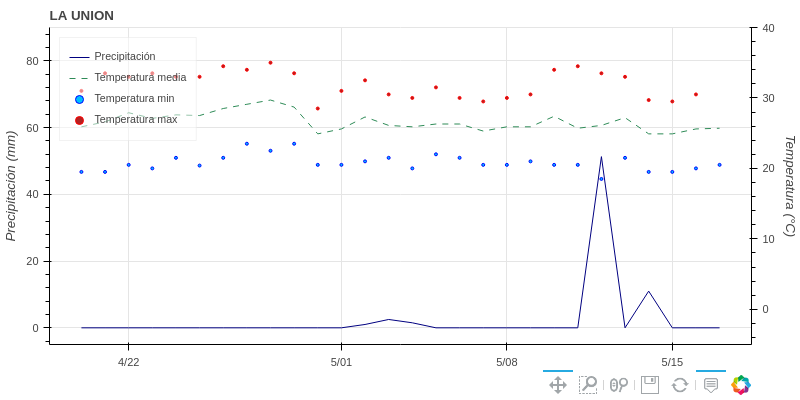 LA UNION
Precipitación
Temperatura media
Temperatura min
Temperatura max
Precipitación (mm)
80
60
40
20
0
40
30
20
10
0
Temperatura (°C)
4/22
5/01
5/08
5/15